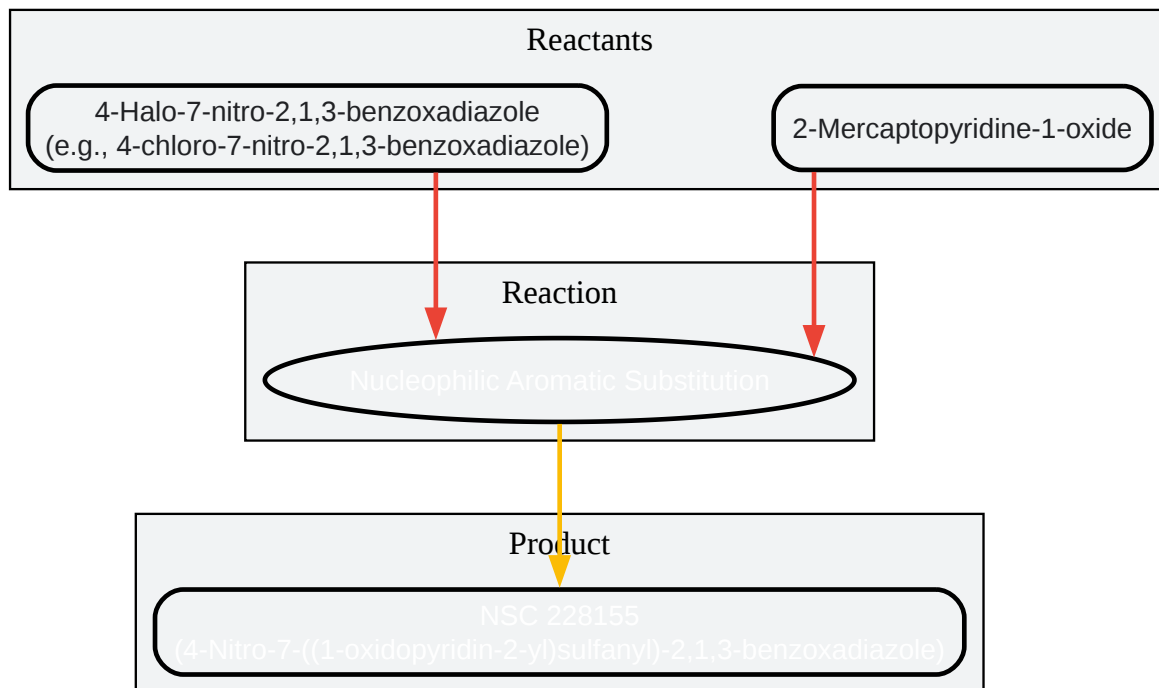 Reactants
4-Halo-7-nitro-2,1,3-benzoxadiazole
(e.g., 4-chloro-7-nitro-2,1,3-benzoxadiazole)
2-Mercaptopyridine-1-oxide
Reaction
Nucleophilic Aromatic Substitution
Product
NSC 228155
(4-Nitro-7-((1-oxidopyridin-2-yl)sulfanyl)-2,1,3-benzoxadiazole)